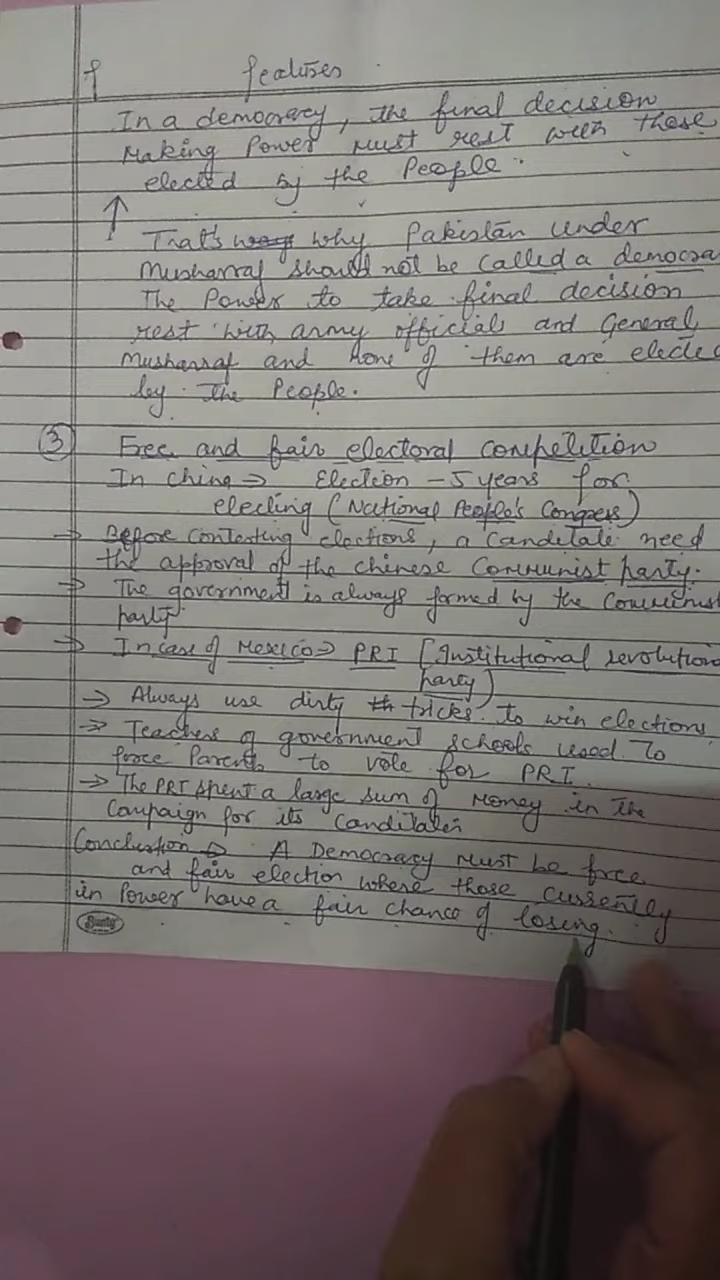 f features
In a democracy, the final decision
Making Power must rest with those
elected by the People.
That's why Pakistan under
Musharraf should not be called a democra
The Power to take final decision
rest with army officials and General
Musharraf and None of them are electe
by the People.
③ Free and fair electoral competition
In China → Election - 5 years for
electing (National People's Congress)
→ Before contesting elections, a candidate need
the approval of the chinese Communist party.
→ The government is always formed by the Communist
party
→ In case of Mexico → PRI [Institutional revolution
party)
→ Always use dirty tricks to win elections
→ Teachers of government schools used to
force Parents to vote for PRI.
→ The PRI spent a large sum of Money in the
Campaign for its candidates
Conclustion → A Democracy must be free
and fair election where those currently
in Power have a fair chance of losing.